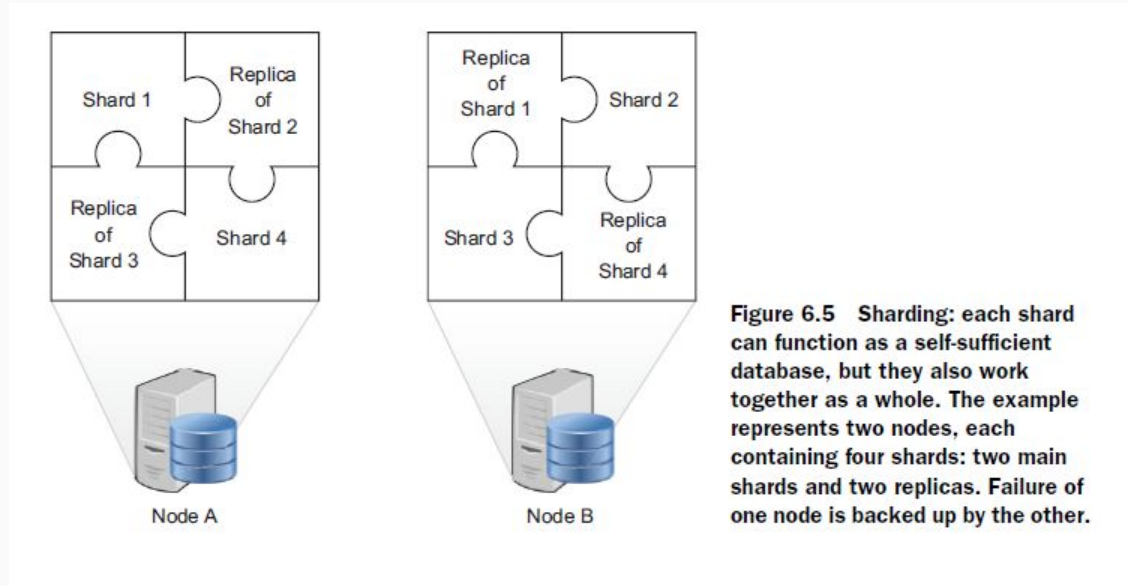 Shard 1
Replica
of
Shard 2
Replica
of
Shard 3
Shard 4
Node A
Replica
of
Shard 1
Shard 2
Shard 3
Replica
of
Shard 4
Node B
Figure 6.5 Sharding: each shard
can function as a self-sufficient
database, but they also work
together as a whole. The example
represents two nodes, each
containing four shards: two main
shards and two replicas. Failure of
one node is backed up by the other.